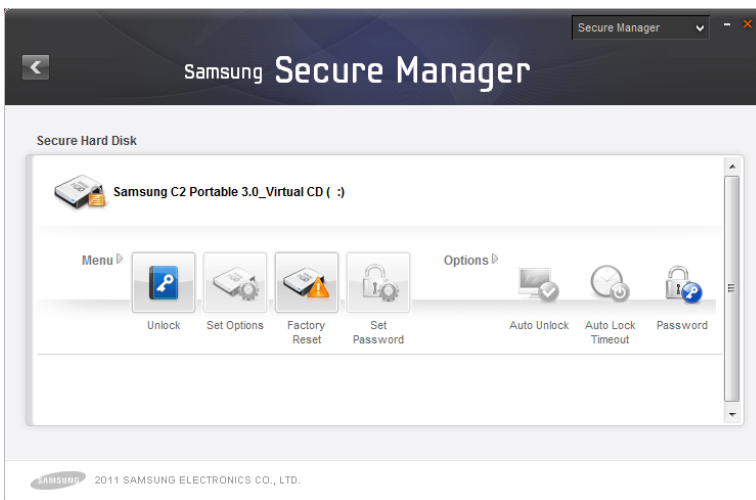 Secure Manager
Samsung Secure Manager
Secure Hard Disk
Samsung C2 Portable 3.0_Virtual CD ( :)
Menu
Options
Unlock
Set Options
Factory
Reset
Set
Password
Auto Unlock
Auto Lock
Timeout
Password
SAMSUNG 2011 SAMSUNG ELECTRONICS CO., LTD.